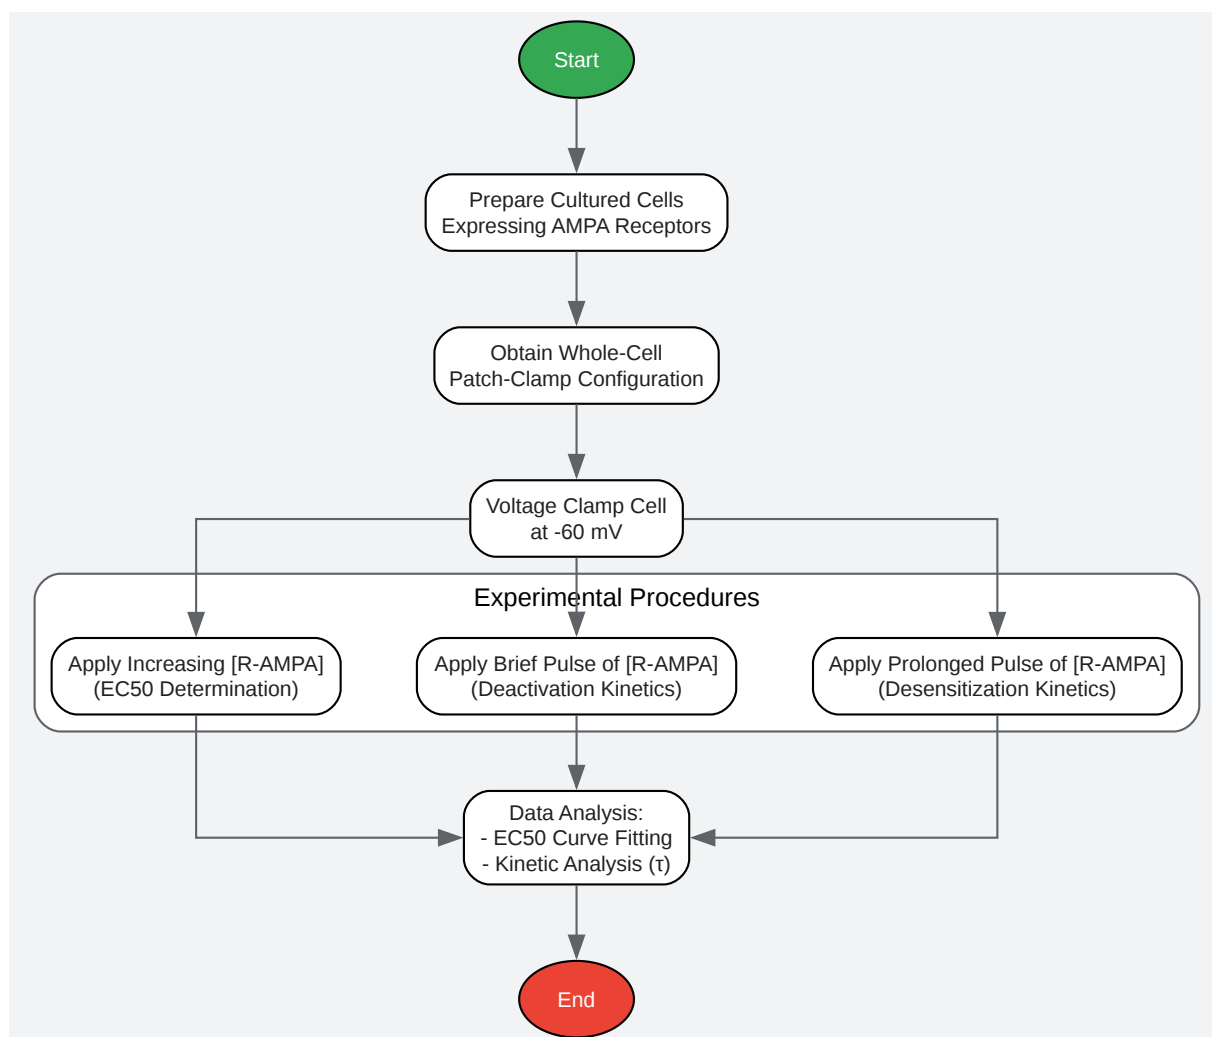 Start
Prepare Cultured Cells
Expressing AMPA Receptors
Obtain Whole-Cell
Patch-Clamp Configuration
Voltage Clamp Cell
at -60 mV
Experimental Procedures
Apply Increasing [R-AMPA]
(EC50 Determination)
Apply Brief Pulse of [R-AMPA]
(Deactivation Kinetics)
Apply Prolonged Pulse of [R-AMPA]
(Desensitization Kinetics)
Data Analysis:
- EC50 Curve Fitting
- Kinetic Analysis (τ)
End